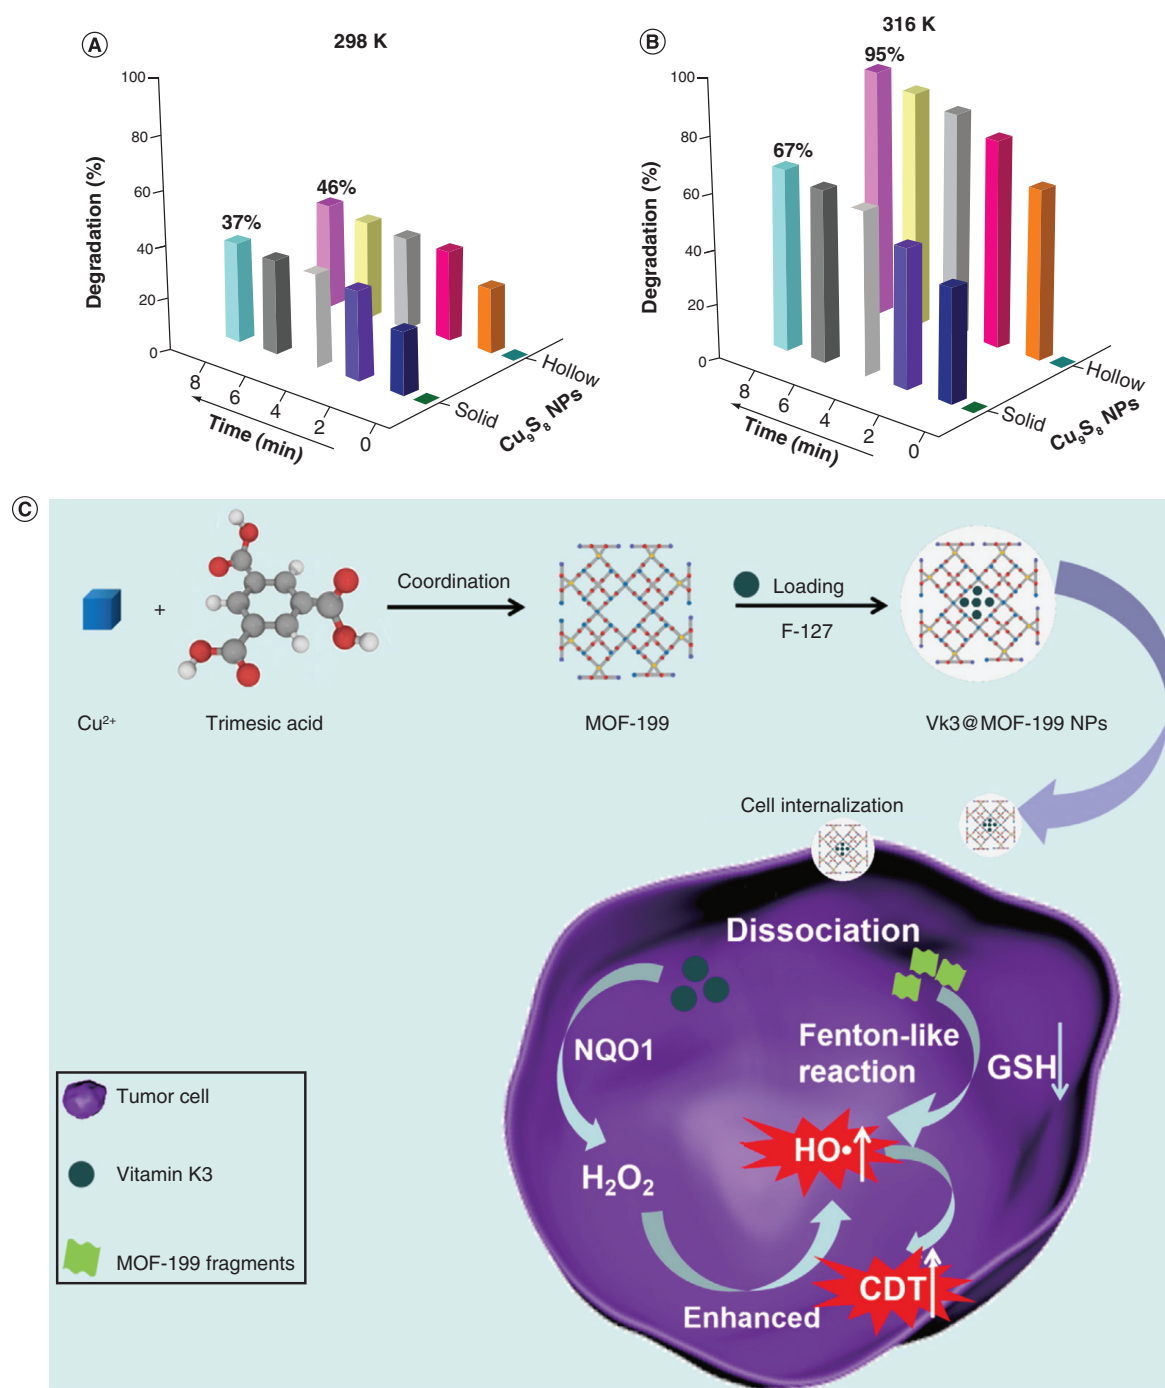 A
298 K
100
80
60
40
20
0
Degradation (%)
37%
46%
8
6
4
2
0
Time (min)
Solid
Hollow
Cu₉S₈ NPs
B
316 K
100
80
60
40
20
0
Degradation (%)
67%
95%
8
6
4
2
0
Time (min)
Solid
Hollow
Cu₉S₈ NPs
C
+
Coordination
Loading
F-127
Cu²⁺
Trimesic acid
MOF-199
Vk3@MOF-199 NPs
Cell internalization
Dissociation
NQO1
Fenton-like
reaction
GSH
HO•
H₂O₂
CDT
Enhanced
Tumor cell
Vitamin K3
MOF-199 fragments